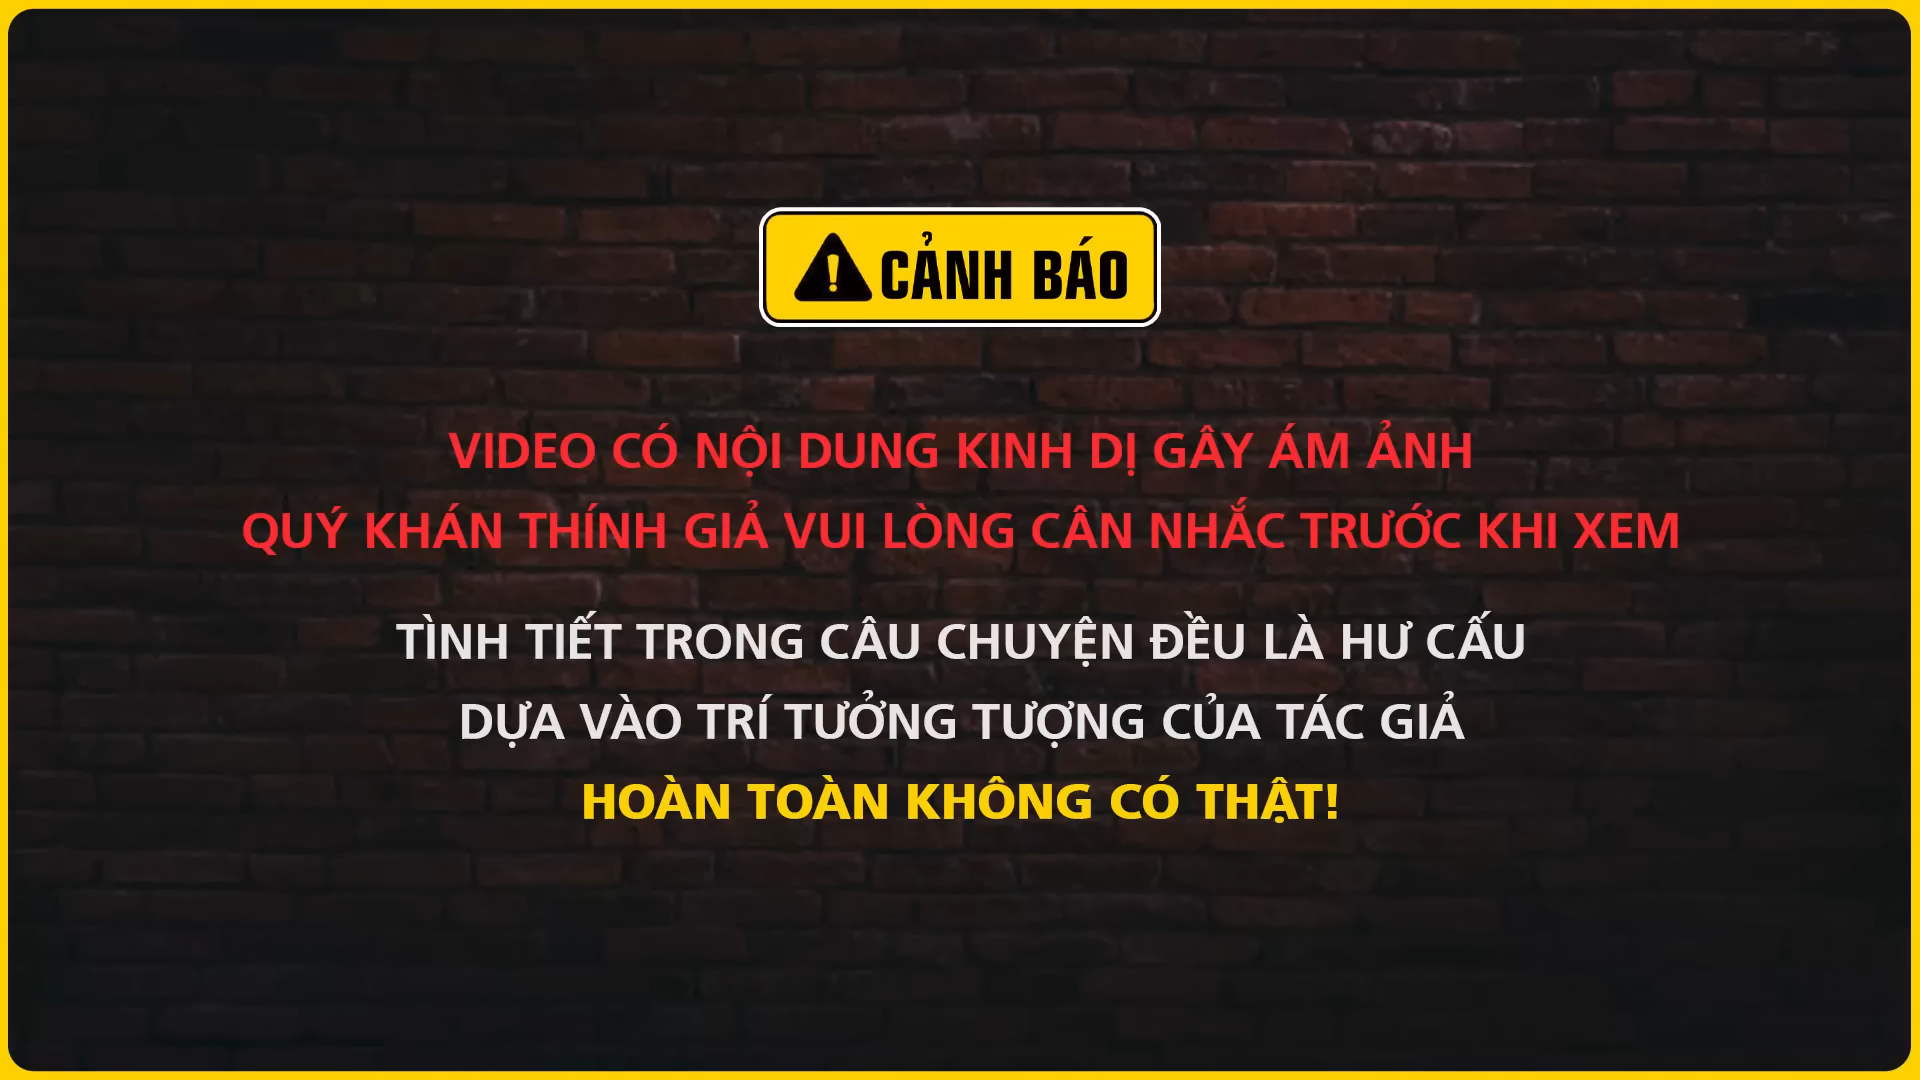 CẢNH BÁO
VIDEO CÓ NỘI DUNG KINH DỊ GÂY ÁM ẢNH
QUÝ KHÁN THÍNH GIẢ VUI LÒNG CÂN NHẮC TRƯỚC KHI XEM
TÌNH TIẾT TRONG CÂU CHUYỆN ĐỀU LÀ HƯ CẤU
DỰA VÀO TRÍ TƯỞNG TƯỢNG CỦA TÁC GIẢ
HOÀN TOÀN KHÔNG CÓ THẬT!